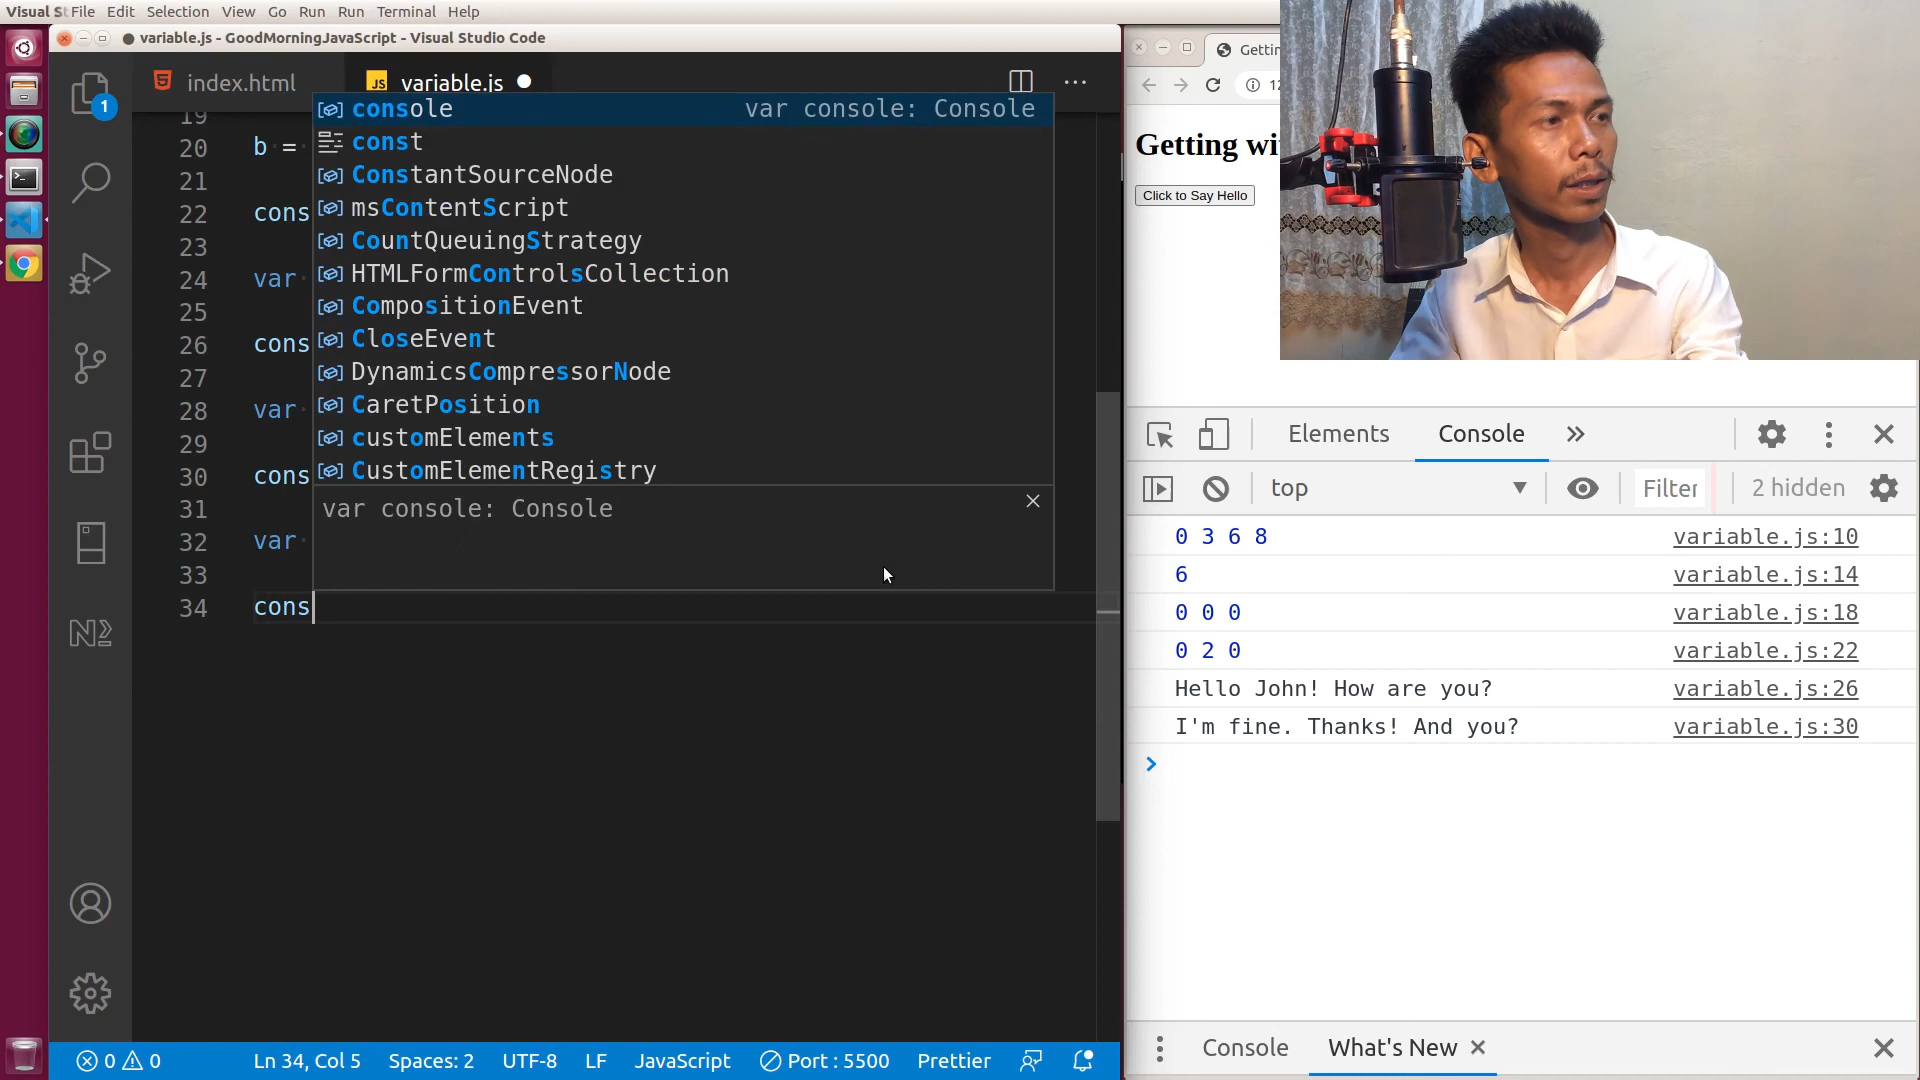 Visual St File Edit Selection View Go Run Run Terminal Help
variable.js - GoodMorningJavaScript - Visual Studio Code
index.html
JS variable.js
19
20 b =
21
22 cons
23
24 var
25
26 cons
27
28 var
29
30 cons
31
32 var
33
34 cons
console var console: Console
const
ConstantSourceNode
msContentScript
CountQueuingStrategy
HTMLFormControlsCollection
CompositionEvent
CloseEvent
DynamicsCompressorNode
CaretPosition
customElements
CustomElementRegistry
var console: Console
1
0 0 Ln 34, Col 5 Spaces: 2 UTF-8 LF JavaScript Port : 5500 Prettier
Getti
12
Getting wi
Click to Say Hello
Elements Console
top Filter 2 hidden
0 3 6 8 variable.js:10
6 variable.js:14
0 0 0 variable.js:18
0 2 0 variable.js:22
Hello John! How are you? variable.js:26
I'm fine. Thanks! And you? variable.js:30
Console What's New